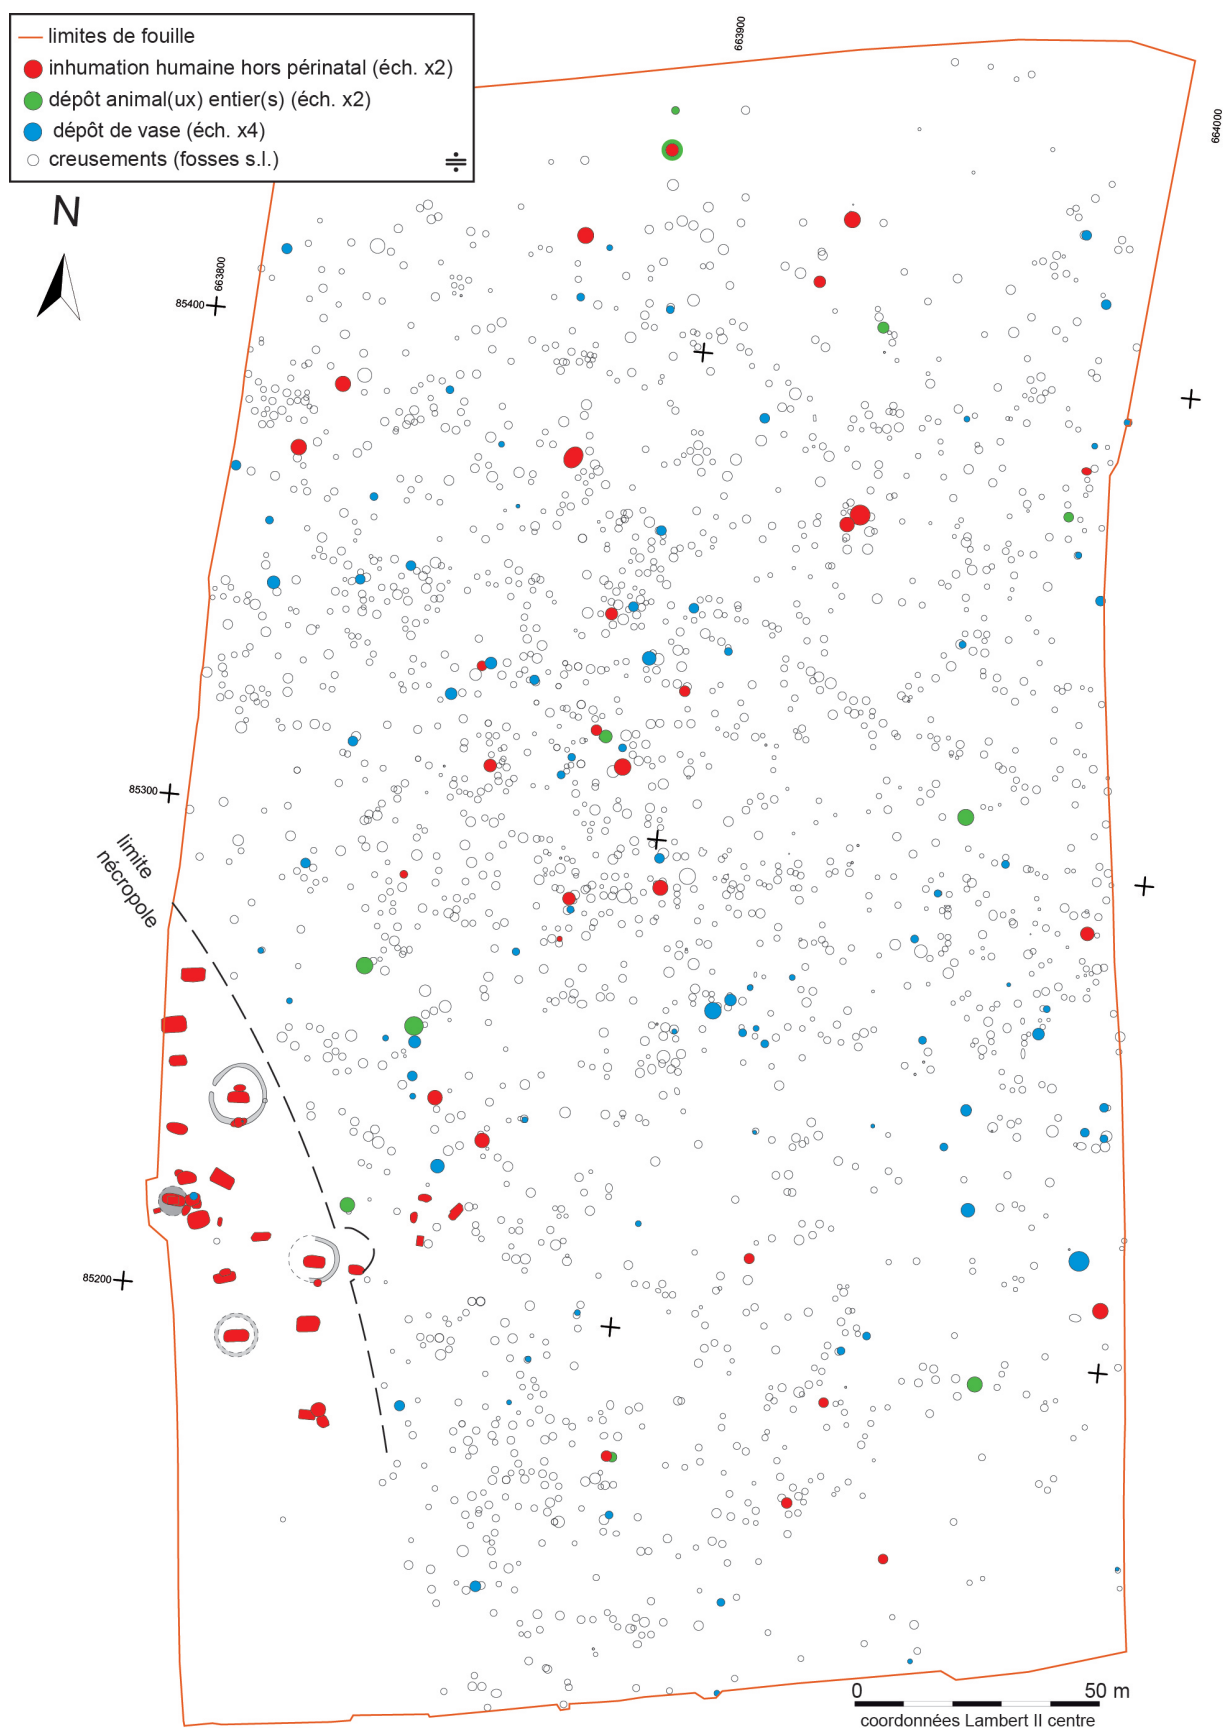 limites de fouille
inhumation humaine hors périnatal (éch. x2)
dépôt animal(ux) entier(s) (éch. x2)
dépôt de vase (éch. x4)
creusements (fosses s.l.)
N
663900
664000
663800
85400
85300
limite
nécropole
85200
0 50 m
coordonnées Lambert II centre